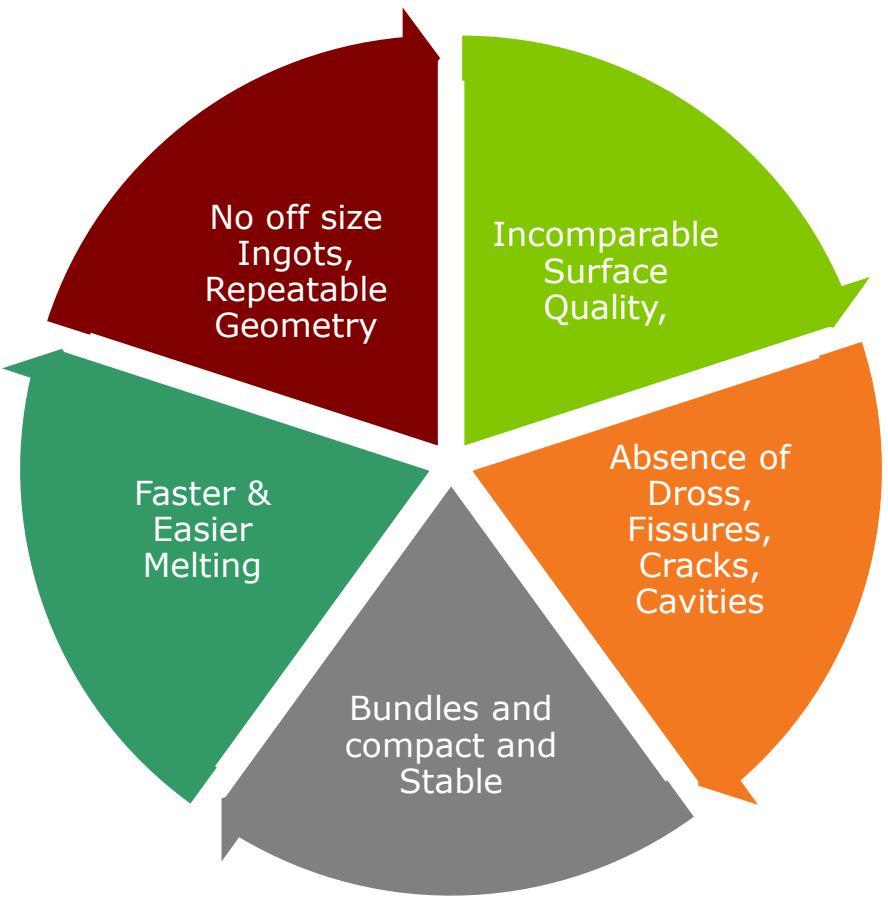 No off size
Ingots,
Repeatable
Geometry
Incomparable
Surface
Quality,
Absence of
Dross,
Fissures,
Cracks,
Cavities
Bundles and
compact and
Stable
Faster &
Easier
Melting